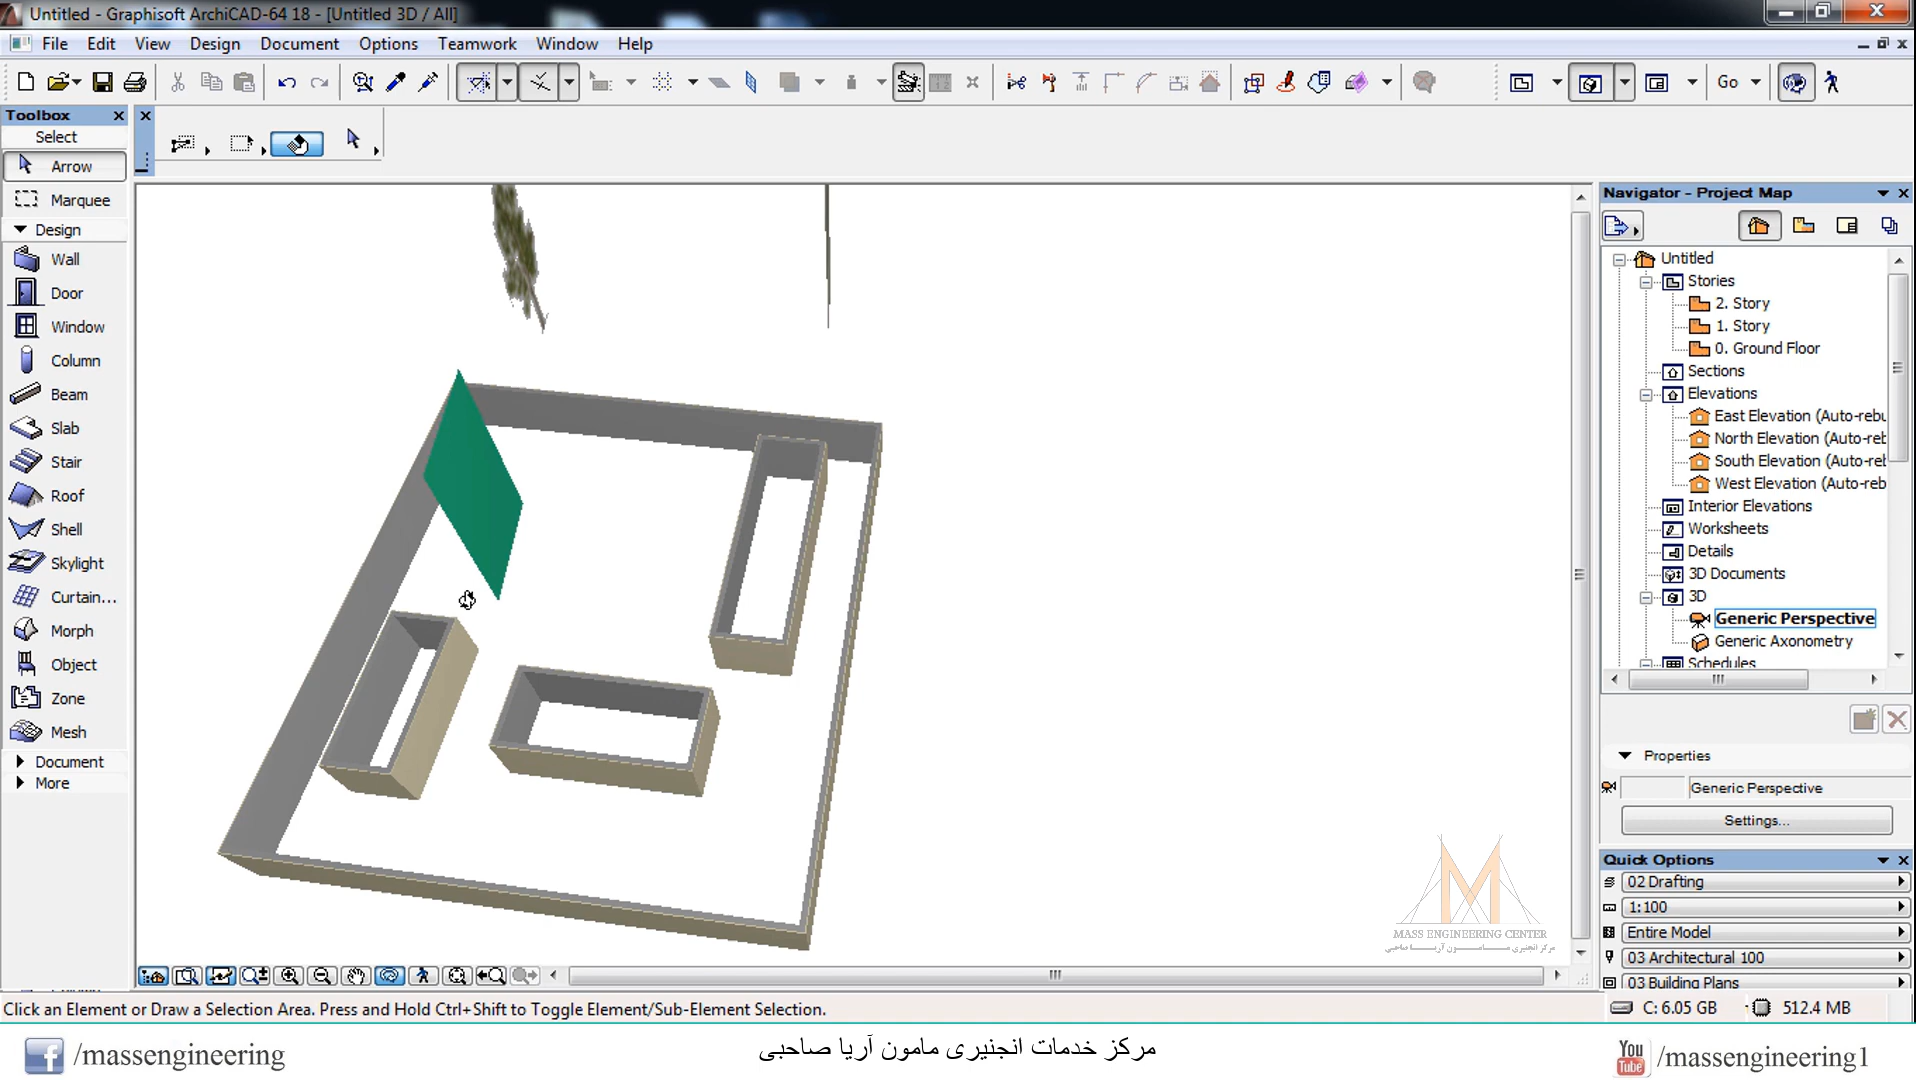 Untitled - Graphisoft ArchiCAD-64 18 - [Untitled 3D / All]
File Edit View Design Document Options Teamwork Window Help
Go
Toolbox
Select
Arrow
Marquee
Design
Wall
Door
Window
Column
Beam
Slab
Stair
Roof
Shell
Skylight
Curtain...
Morph
Object
Zone
Mesh
Document
More
Navigator - Project Map
Untitled
Stories
2. Story
1. Story
0. Ground Floor
Sections
Elevations
East Elevation (Auto-rebu
North Elevation (Auto-ret
South Elevation (Auto-ret
West Elevation (Auto-reb
Interior Elevations
Worksheets
Details
3D Documents
3D
Generic Perspective
Generic Axonometry
Schedules
Properties
Generic Perspective
Settings...
Quick Options
02 Drafting
1:100
Entire Model
03 Architectural 100
03 Building Plans
MASS ENGINEERING CENTER
Click an Element or Draw a Selection Area. Press and Hold Ctrl+Shift to Toggle Element/Sub-Element Selection.
C: 6.05 GB
512.4 MB
f /massengineering
مرکز خدمات انجنیری مامون آریا صاحبی
You Tube /massengineering1